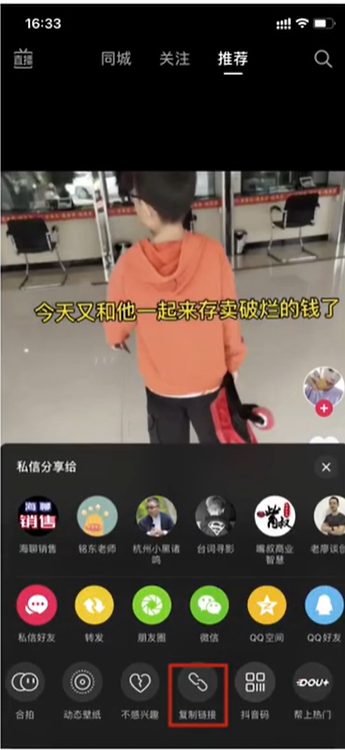 16:33
直播
同城
关注
推荐
今天又和他一起来存卖破烂的钱了
私信分享给
海聊
销售
嘴叔
海聊销售
铭东老师
杭州小黑诸鸣
台词寻影
嘴叔商业智慧
老廖谈创
私信好友
转发
朋友圈
微信
QQ空间
QQ好友
DOU+
合拍
动态壁纸
不感兴趣
复制链接
抖音码
帮上热门